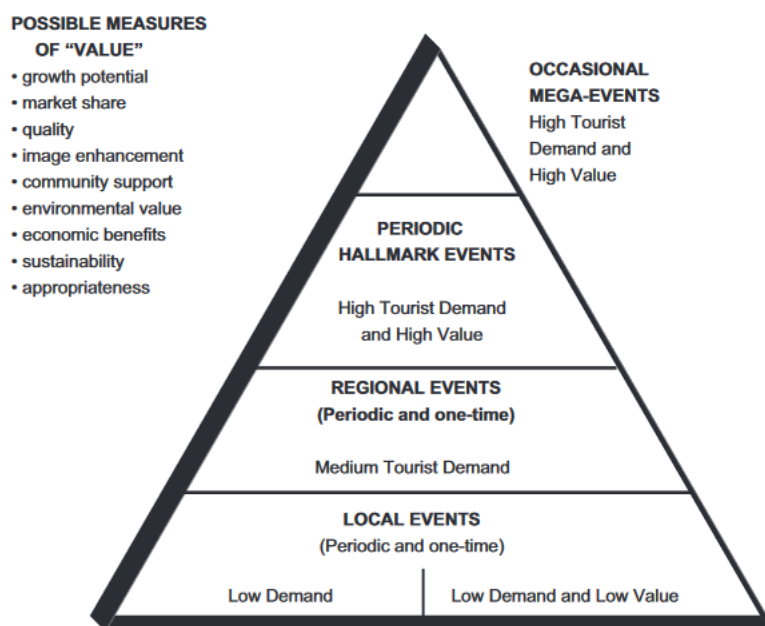 POSSIBLE MEASURES
OF “VALUE”
• growth potential
• market share
• quality
• image enhancement
• community support
• environmental value
• economic benefits
• sustainability
• appropriateness
OCCASIONAL
MEGA-EVENTS
High Tourist
Demand and
High Value
PERIODIC
HALLMARK EVENTS
High Tourist Demand
and High Value
REGIONAL EVENTS
(Periodic and one-time)
Medium Tourist Demand
LOCAL EVENTS
(Periodic and one-time)
Low Demand
Low Demand and Low Value